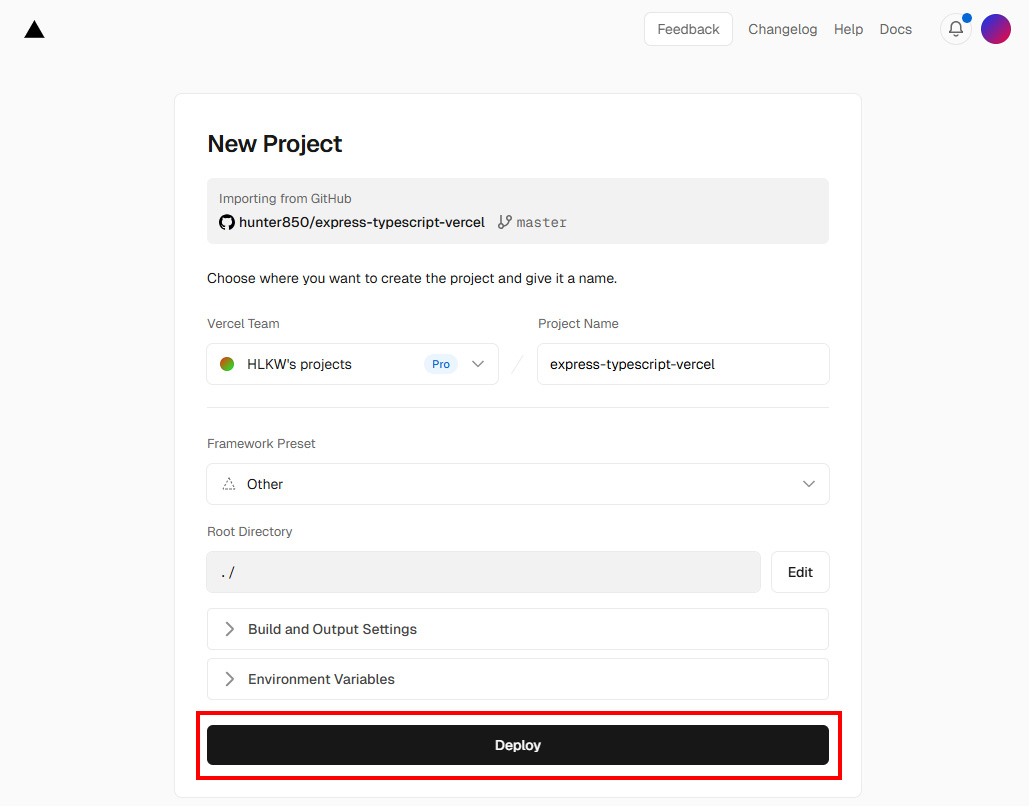 Feedback Changelog Help Docs
New Project
Importing from GitHub
hunter850/express-typescript-vercel master
Choose where you want to create the project and give it a name.
Vercel Team Project Name
HLKW's projects Pro / express-typescript-vercel
Framework Preset
Other
Root Directory
./ Edit
Build and Output Settings
Environment Variables
Deploy